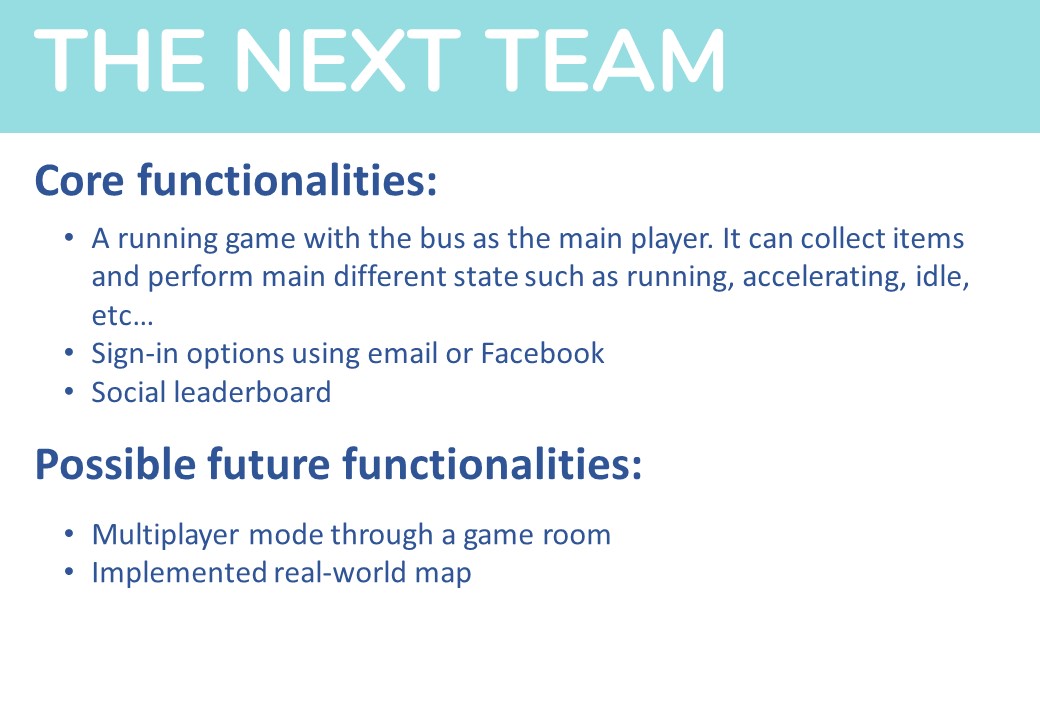 THE NEXT TEAM
Core functionalities:
• A running game with the bus as the main player. It can collect items
and perform main different state such as running, accelerating, idle,
etc…
• Sign-in options using email or Facebook
• Social leaderboard
Possible future functionalities:
• Multiplayer mode through a game room
• Implemented real-world map